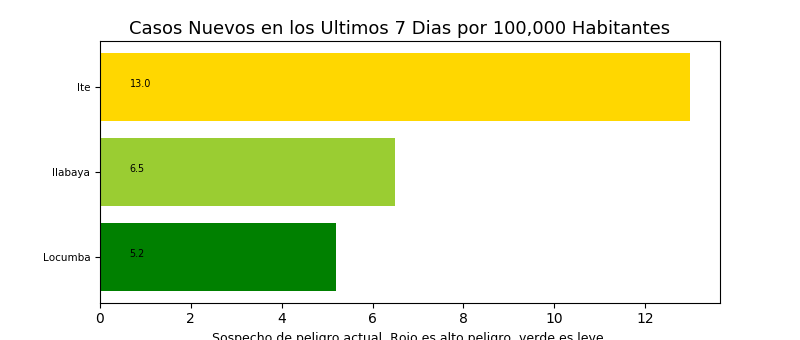 Casos Nuevos en los Ultimos 7 Dias por 100,000 Habitantes
Ite
13.0
Ilabaya
6.5
Locumba
5.2
0 2 4 6 8 10 12
Sospecho de peligro actual. Rojo es alto peligro, verde es leve